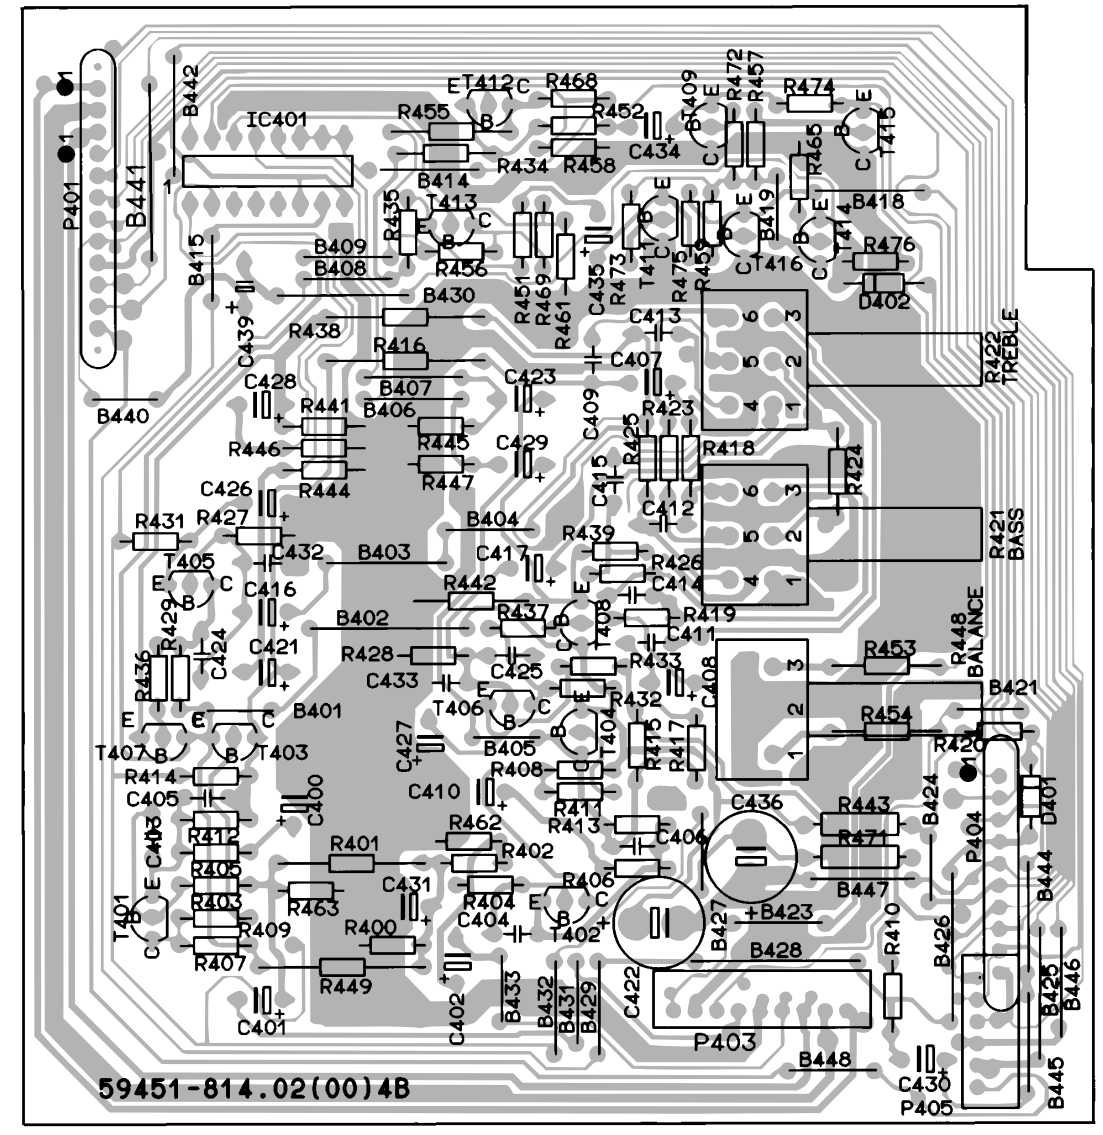 1
B442
R455
E
T412
C
B
R468
R452
R472
R457
R474
E
IC401
C434
T409
E
B
C
B
C
T415
1
R434
R458
R465
P401
B441
1
B414
R435
T413
E
C
B
E
B
T411
E
B
C
B419
E
B
C
T414
B418
B415
B409
B408
R456
R451
R469
R461
+
C435
R473
R475
R459
T416
R476
D402
+
C439
B430
R438
C413
6
3
R416
C407
5
2
R422
TREBLE
C428
+
B407
C423
+
C409
+
R423
4
1
B440
R441
B406
R425
R446
R445
C429
R418
R424
R444
R447
+
C415
6
3
C426
+
C412
R431
R427
B404
R439
5
2
R421
BASS
T405
C432
B403
C417
+
R426
E
C
B
C416
+
R442
C414
4
1
E
R429
B402
R437
B
C
T408
R419
C411
C424
C421
+
R428
C425
R433
3
R453
R448
BALANCE
R436
C433
E
R432
+
C408
E
C
C
B401
T406
E
C
B
B
C
T404
R415
R417
2
B421
B
T407
B
T403
C427
+
B405
R454
R414
R408
1
R420
1
C405
C400
+
C410
+
R411
C436
B424
D401
C403
R412
R462
R413
C406
R443
P404
R401
R402
R471
R405
E
B
C
T401
R403
R463
C431
+
R404
R406
C
E
B
+
B447
B444
R409
C404
T402
B427
+B423
R410
B426
R407
R400
B428
R449
+
C401
+
C402
B433
B432
B431
B429
C422
B425
B446
P403
B448
C430
+
B445
59451-814.02(00)4B
P405